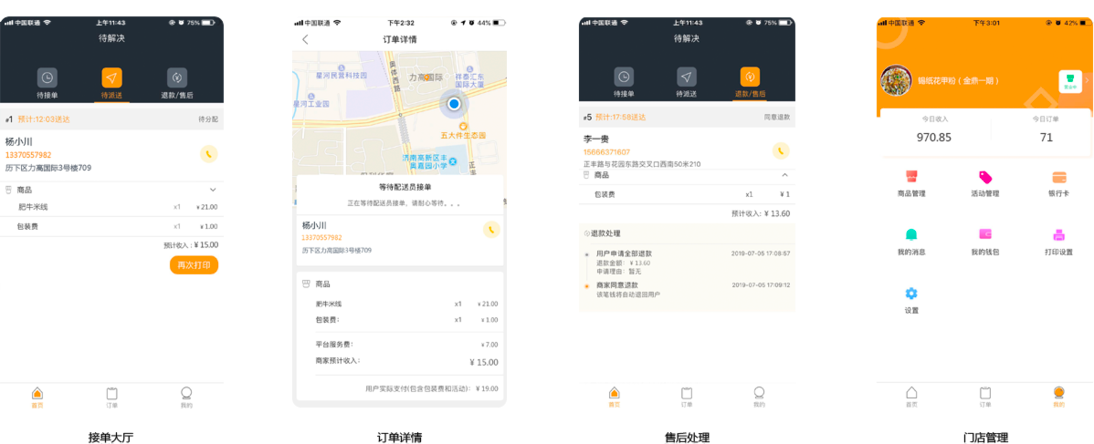 中国联通 上午11:43 75%
待解决
待接单 待派送 退款/售后
#1 预计:12:03送达 待分配
杨小川
13370557982
历下区力高国际3号楼709
商品
肥牛米线 x1 ¥21.00
包装费 x1 ¥1.00
预计收入:¥15.00
再次打印
首页 订单 我的
接单大厅
中国联通 下午2:32 44%
订单详情
星河民营科技园
奥体西路
力高国际
祥泰汇东国际大厦
星河工业园
五大件生态园
济南高新区丰奥嘉园小学
等待配送员接单
正在等待配送员接单,请耐心等待。。。
杨小川
13370557982
历下区力高国际3号楼709
商品
肥牛米线 x1 ¥21.00
包装费: x1 ¥1.00
平台服务费: ¥7.00
商家预计收入: ¥15.00
用户实际支付(包含包装费和活动): ¥19.00
订单详情
中国联通 上午11:43 75%
待解决
待接单 待派送 退款/售后
#5 预计:17:59送达 同意退款
李一贵
15666371607
正丰路与花园东路交叉口西南50米210
商品
包装费 x1 ¥1
预计收入:¥13.60
退款处理
用户申请全部退款 2019-07-05 17:08:57
退款金额: ¥13.60
申请理由: 暂无
商家同意退款 2019-07-05 17:09:12
该笔钱将自动退回用户
首页 订单 我的
售后处理
中国联通 下午3:01 42%
锡纸花甲粉(金鼎一期)
营业中
今日收入 今日订单
970.85 71
商品管理 活动管理 银行卡
我的消息 我的钱包 打印设置
设置
首页 订单 我的
门店管理